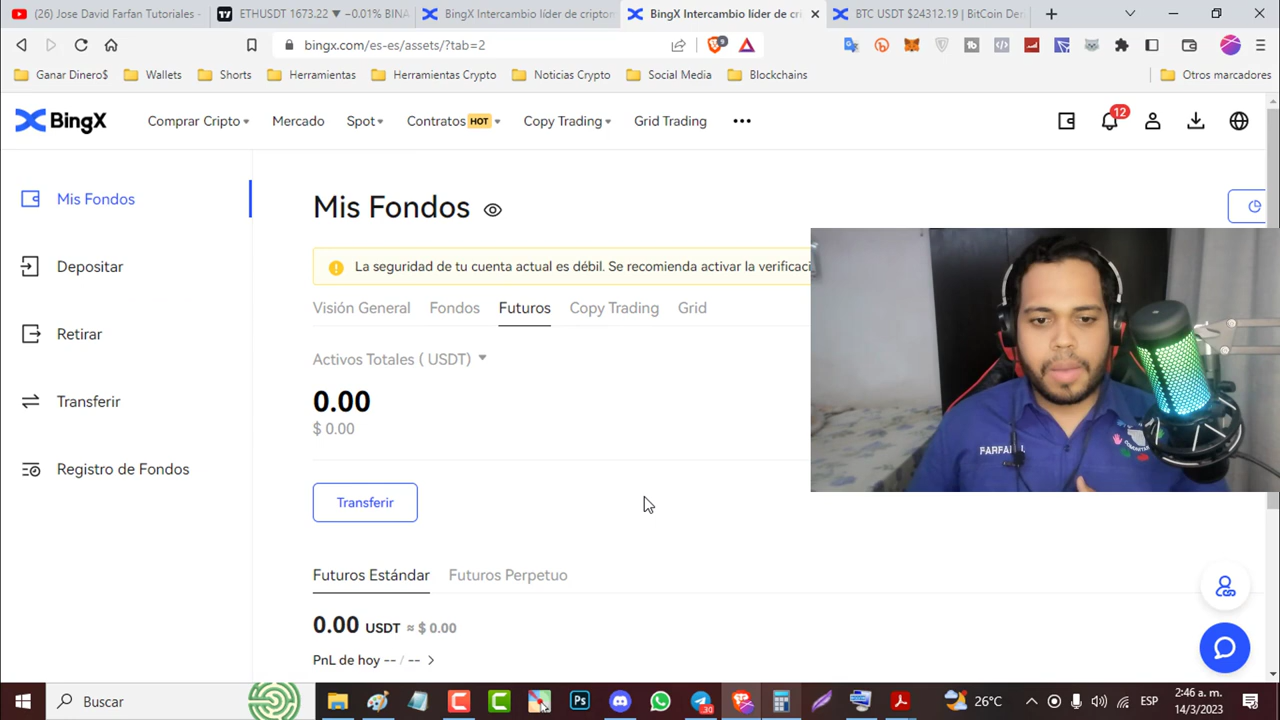 (26) Jose David Farfan Tutoriales -
ETHUSDT 1673.22 ▼ −0.01% BINA
BingX Intercambio líder de cripton
BingX Intercambio líder de cri
BTC USDT $24312.19 | BitCoin De
bingx.com/es-es/assets/?tab=2
9
Ganar Dinero$
Wallets
Shorts
Herramientas
Herramientas Crypto
Noticias Crypto
Social Media
Blockchains
Otros marcadores
BingX
Comprar Cripto
Mercado
Spot
Contratos HOT
Copy Trading
Grid Trading
12
Mis Fondos
Depositar
Retirar
Transferir
Registro de Fondos
Mis Fondos
La seguridad de tu cuenta actual es débil. Se recomienda activar la verificaci
Visión General
Fondos
Futuros
Copy Trading
Grid
Activos Totales ( USDT)
0.00
$ 0.00
Transferir
Futuros Estándar
Futuros Perpetuo
0.00 USDT ≈ $ 0.00
PnL de hoy -- / --
FARFAN J.
Buscar
Ps
30
26°C
ESP
2:46 a. m.
14/3/2023